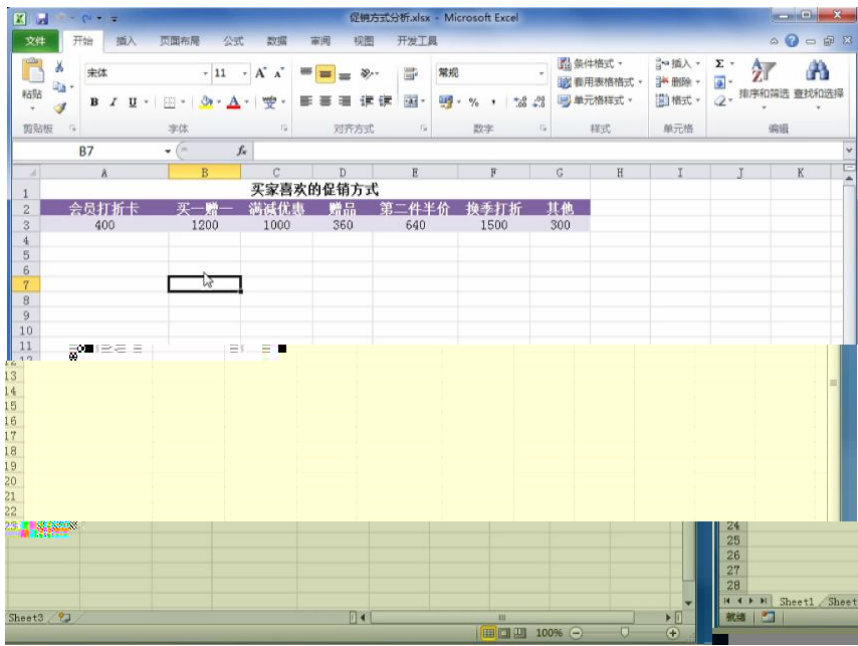 促销方式分析.xlsx - Microsoft Excel
文件 开始 插入 页面布局 公式 数据 审阅 视图 开发工具
粘贴 宋体 11 A A 常规 条件格式 插入 Σ
套用表格格式 删除 排序和筛选 查找和选择
B I U A 变 % , 单元格样式 格式
剪贴板 字体 对齐方式 数字 样式 单元格 编辑
B7 fx
A B C D E F G H I J K
1 买家喜欢的促销方式
2 会员打折卡 买一赠一 满减优惠 赠品 第二件半价 换季打折 其他
3 400 1200 1000 360 640 1500 300
4
5
6
7
8
9
10
11
12
13
14
15
16
17
18
19
20
21
22
23 24
25
26
27
28
Sheet3 Sheet1 Sheet
就绪
100%